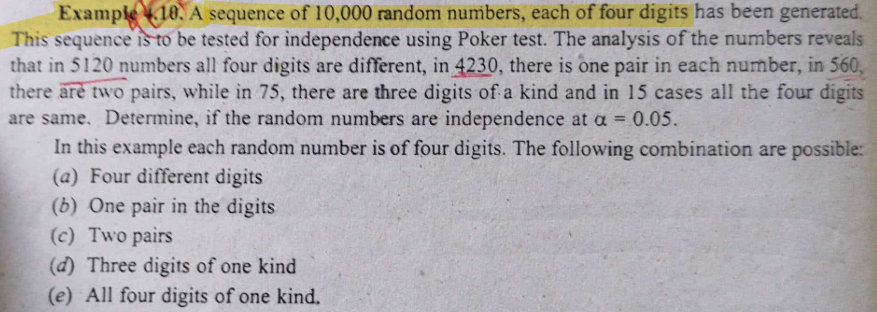 Example 4.10. A sequence of 10,000 random numbers, each of four digits has been generated.
This sequence is to be tested for independence using Poker test. The analysis of the numbers reveals
that in 5120 numbers all four digits are different, in 4230, there is one pair in each number, in 560,
there are two pairs, while in 75, there are three digits of a kind and in 15 cases all the four digits
are same. Determine, if the random numbers are independence at α = 0.05.
In this example each random number is of four digits. The following combination are possible:
(a) Four different digits
(b) One pair in the digits
(c) Two pairs
(d) Three digits of one kind
(e) All four digits of one kind.